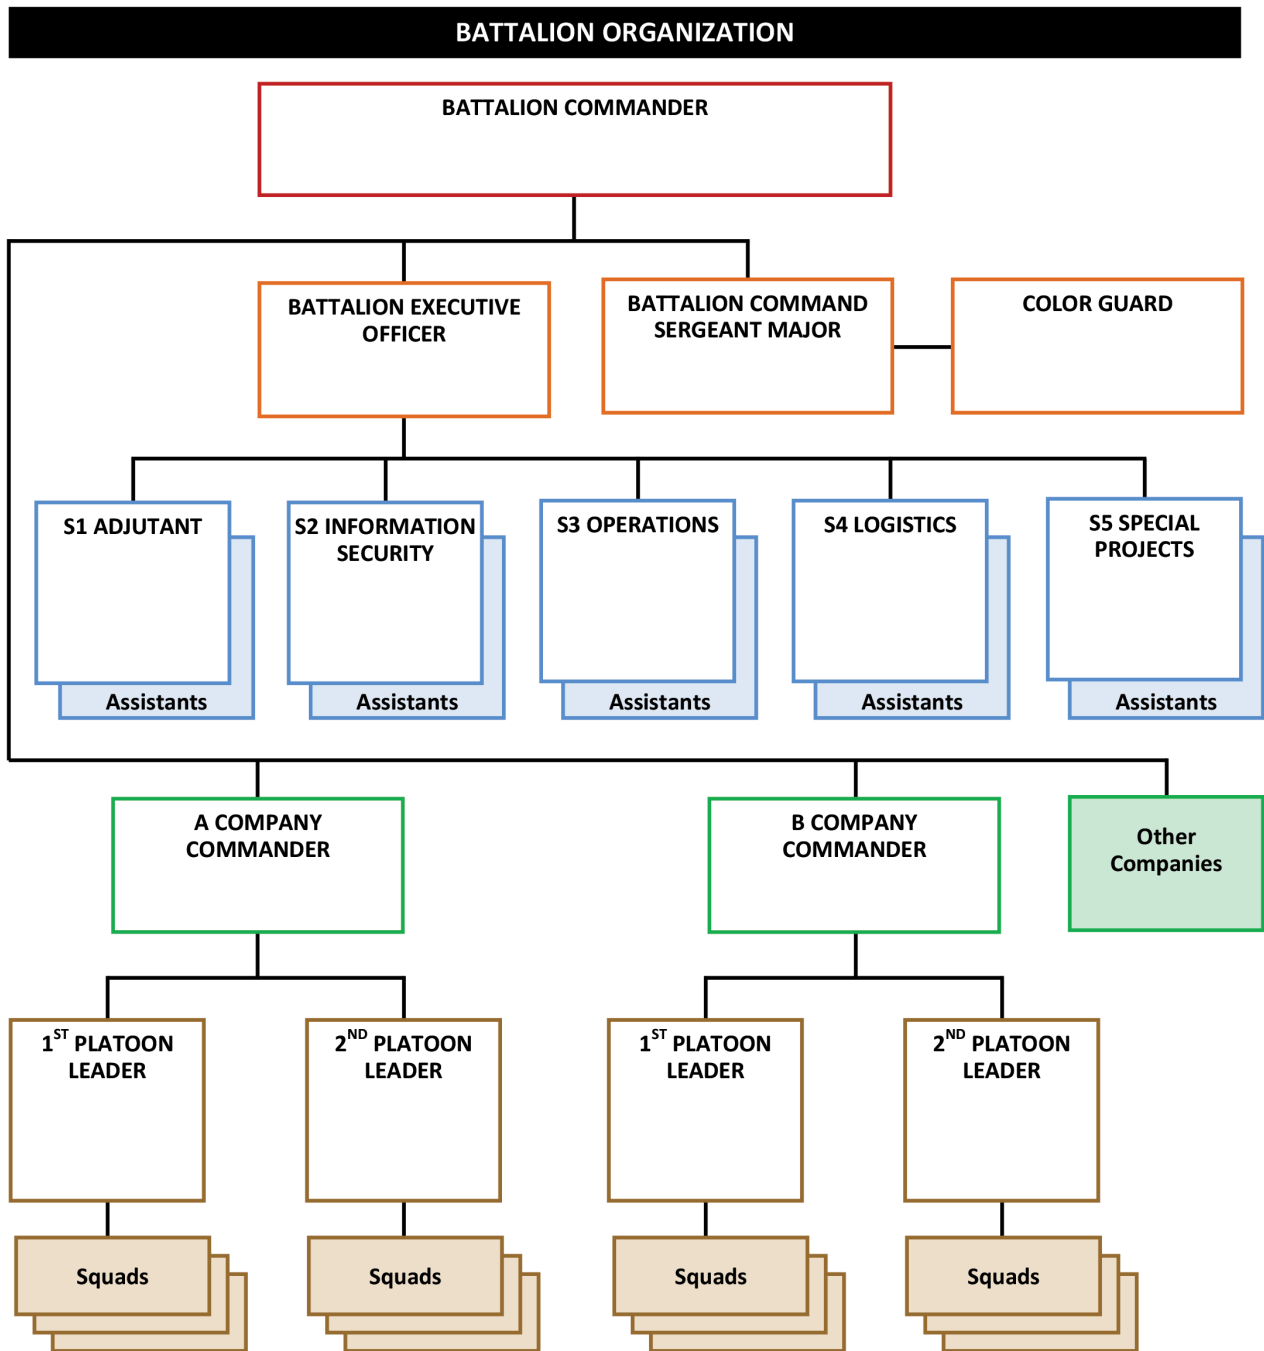 BATTALION ORGANIZATION
BATTALION COMMANDER
BATTALION EXECUTIVE
OFFICER
BATTALION COMMAND
SERGEANT MAJOR
COLOR GUARD
S1 ADJUTANT
Assistants
S2 INFORMATION
SECURITY
Assistants
S3 OPERATIONS
Assistants
S4 LOGISTICS
Assistants
S5 SPECIAL
PROJECTS
Assistants
A COMPANY
COMMANDER
B COMPANY
COMMANDER
Other
Companies
1ST PLATOON
LEADER
2ND PLATOON
LEADER
1ST PLATOON
LEADER
2ND PLATOON
LEADER
Squads
Squads
Squads
Squads